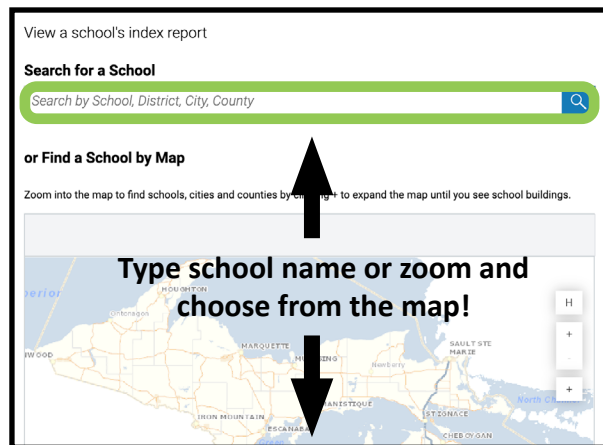 View a school's index report
Search for a School
Search by School, District, City, County
or Find a School by Map
Zoom into the map to find schools, cities and counties by + to expand the map until you see school buildings.
Type school name or zoom and
choose from the map!
HOUGHTON
Ontonagon
H
+
-
+
MARQUETTE
SAULT STE
MARIE
Newberry
MANISTIQUE
North
IRON MOUNTAIN
ST IGNACE
ESCANABA
CHEBOYGAN
Green